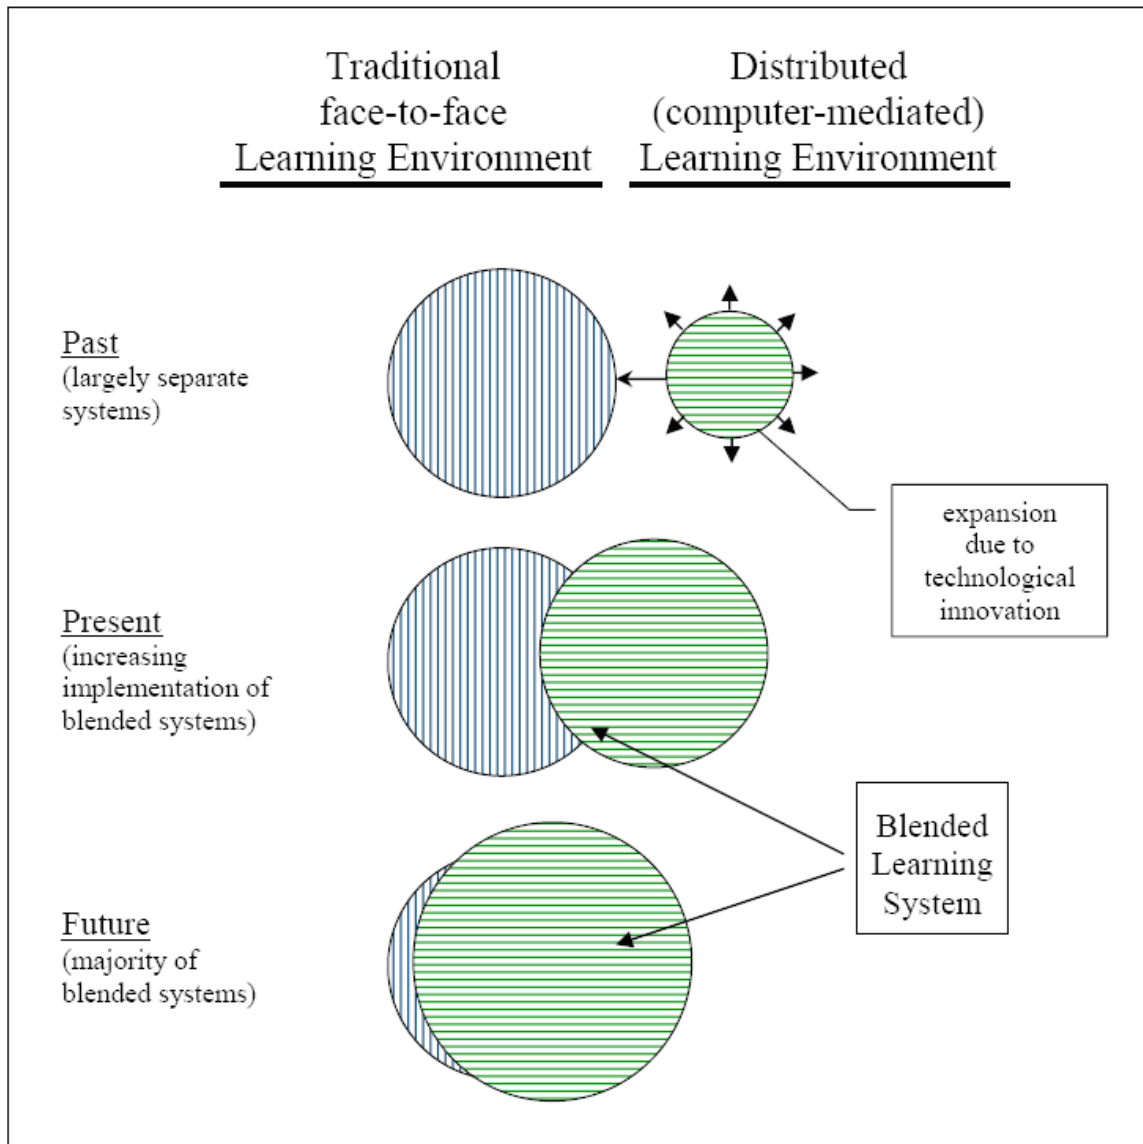 Traditional
face-to-face
Learning Environment
Distributed
(computer-mediated)
Learning Environment
Past
(largely separate
systems)
expansion
due to
technological
innovation
Present
(increasing
implementation of
blended systems)
Blended
Learning
System
Future
(majority of
blended systems)